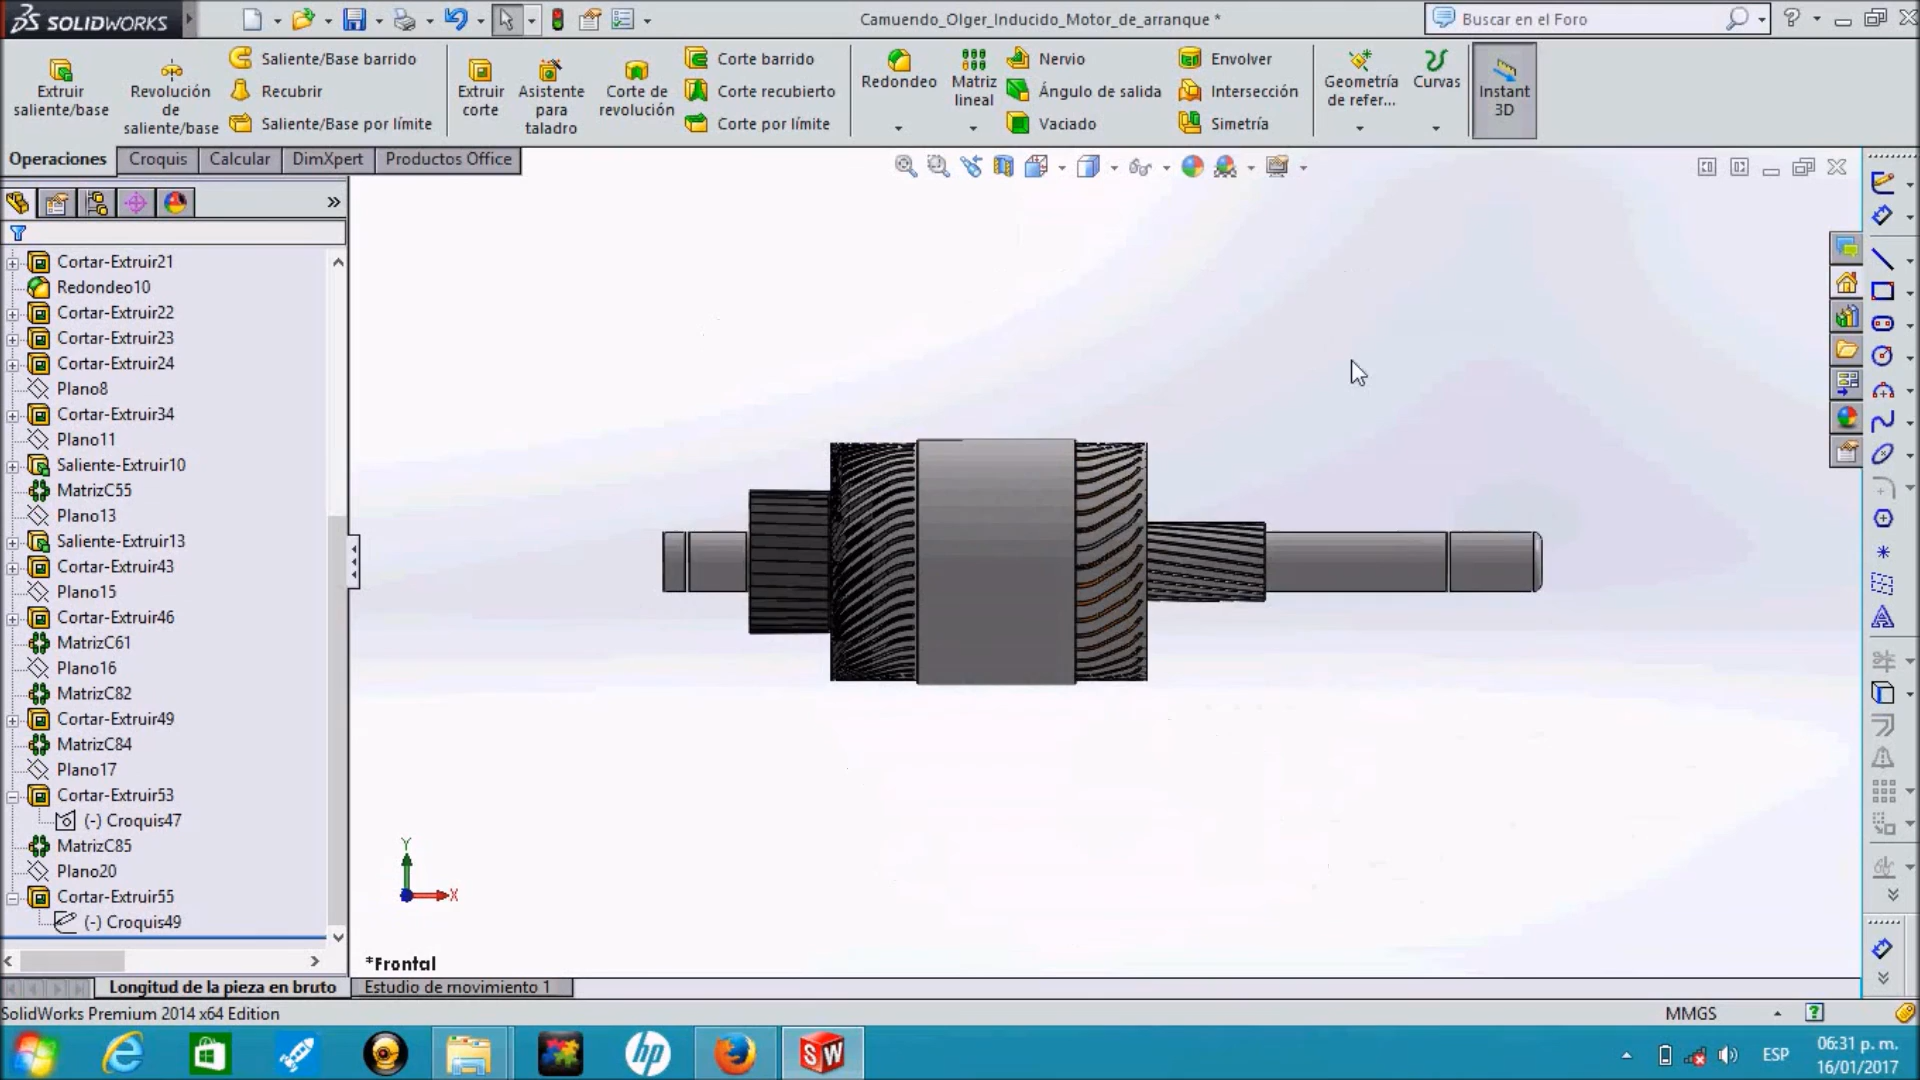 SOLIDWORKS
Camuendo_Olger_Inducido_Motor_de_arranque *
Buscar en el Foro
Extruir
saliente/base
Revolución
de
saliente/base
Saliente/Base barrido
Recubrir
Saliente/Base por límite
Extruir
corte
Asistente
para
taladro
Corte de
revolución
Corte barrido
Corte recubierto
Corte por límite
Redondeo
Matriz
lineal
Nervio
Ángulo de salida
Vaciado
Envolver
Intersección
Simetría
Geometría
de refer...
Curvas
Instant
3D
Operaciones
Croquis
Calcular
DimXpert
Productos Office
Cortar-Extruir21
Redondeo10
Cortar-Extruir22
Cortar-Extruir23
Cortar-Extruir24
Plano8
Cortar-Extruir34
Plano11
Saliente-Extruir10
MatrizC55
Plano13
Saliente-Extruir13
Cortar-Extruir43
Plano15
Cortar-Extruir46
MatrizC61
Plano16
MatrizC82
Cortar-Extruir49
MatrizC84
Plano17
Cortar-Extruir53
(-) Croquis47
MatrizC85
Plano20
Cortar-Extruir55
(-) Croquis49
Y
X
*Frontal
Longitud de la pieza en bruto
Estudio de movimiento 1
SolidWorks Premium 2014 x64 Edition
MMGS
hp
SW
ESP
06:31 p. m.
16/01/2017